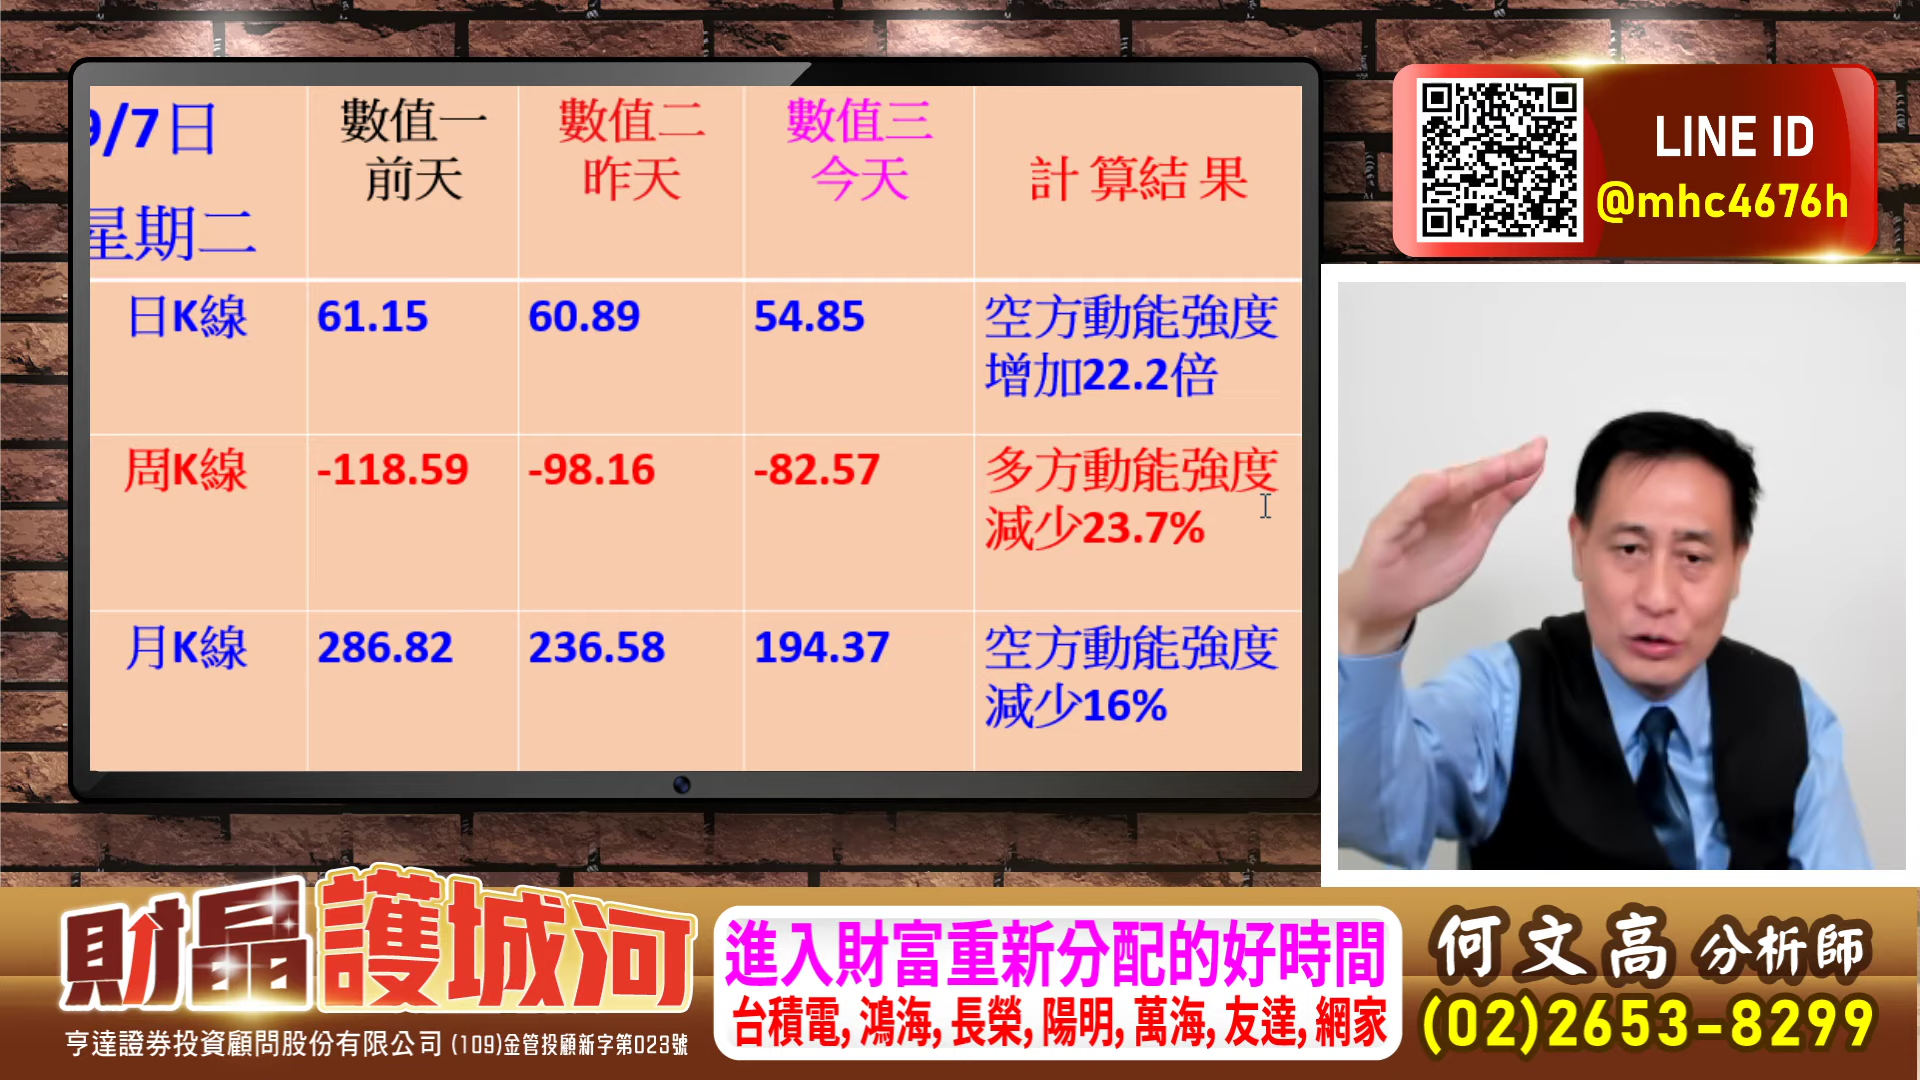 9/7日
星期二
數值一
前天
數值二
昨天
數值三
今天
計算結果
日K線
61.15
60.89
54.85
空方動能強度
增加22.2倍
周K線
-118.59
-98.16
-82.57
多方動能強度
減少23.7%
月K線
286.82
236.58
194.37
空方動能強度
減少16%
LINE ID
@mhc4676h
財晶護城河
亨達證券投資顧問股份有限公司 (109)金管投顧新字第023號
進入財富重新分配的好時間
台積電, 鴻海, 長榮, 陽明, 萬海, 友達, 網家
何文高 分析師
(02)2653-8299